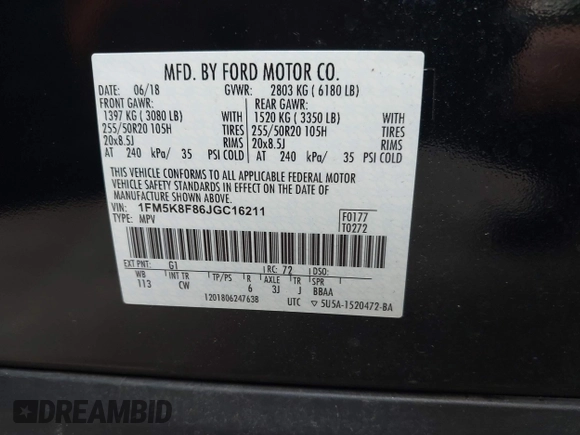 MFD. BY FORD MOTOR CO.
DATE: 06/18 GVWR: 2803 KG ( 6180 LB)
FRONT GAWR: REAR GAWR:
1397 KG ( 3080 LB) WITH 1520 KG ( 3350 LB) WITH
255/50R20 105H TIRES 255/50R20 105H TIRES
20x8.5J RIMS 20x8.5J RIMS
AT 240 kPa/ 35 PSI COLD AT 240 kPa/ 35 PSI COLD
THIS VEHICLE CONFORMS TO ALL APPLICABLE FEDERAL MOTOR
VEHICLE SAFETY STANDARDS IN EFFECT ON THE DATE OF
MANUFACTURE SHOWN ABOVE.
VIN: 1FM5K8F86JGC16211 F0177
TYPE: MPV T0272
EXT PNT: G1 RC: 72 DSO:
WB INT TR TP/PS R AXLE TR SPR
113 CW 6 3J J BBAA
1201806247638 UTC ▽ 5U5A-1520472-BA
DREAMBID